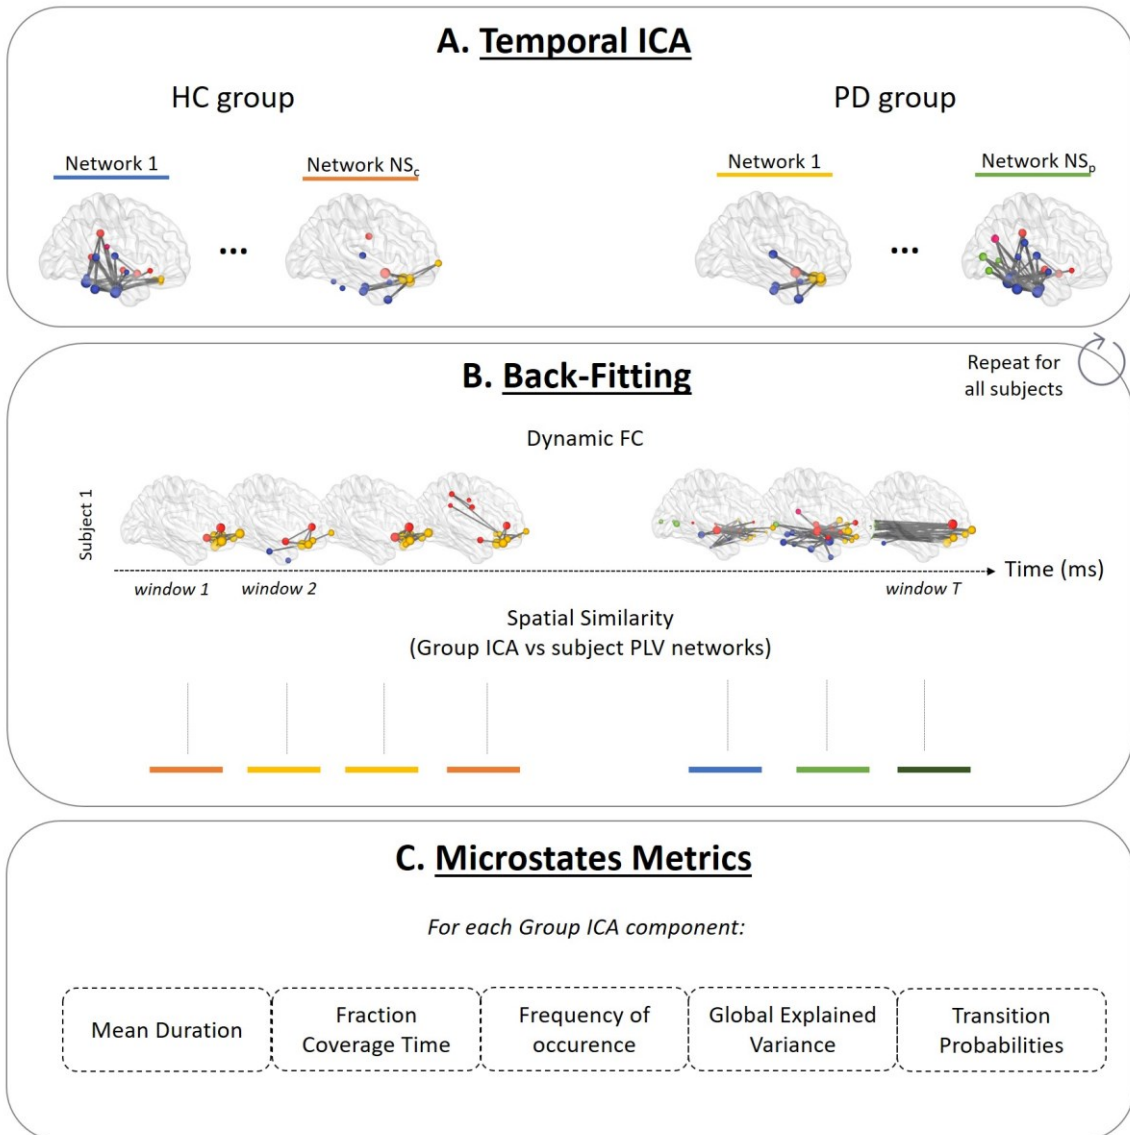 A. Temporal ICA
HC group
PD group
Network 1
Network NSc
Network 1
Network NSp
...
...
B. Back-Fitting
Repeat for
all subjects
Dynamic FC
Subject 1
Time (ms)
window 1
window 2
window T
Spatial Similarity
(Group ICA vs subject PLV networks)
C. Microstates Metrics
For each Group ICA component:
Mean Duration
Fraction
Coverage Time
Frequency of
occurence
Global Explained
Variance
Transition
Probabilities